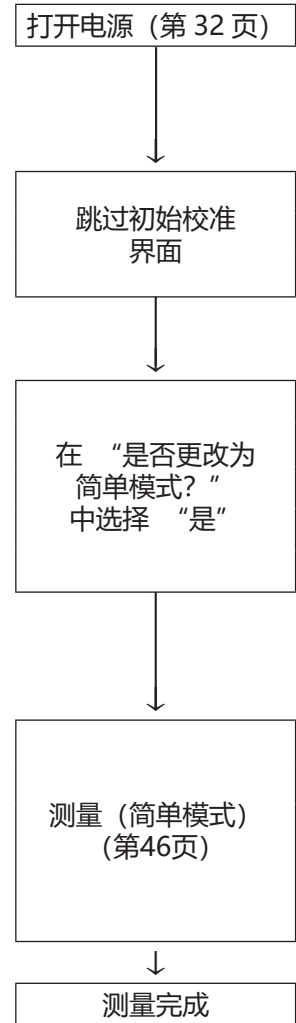 打开电源（第 32 页）
跳过初始校准
界面
在 “是否更改为
简单模式？”
中选择 “是”
测量（简单模式）
(第46页)
测量完成